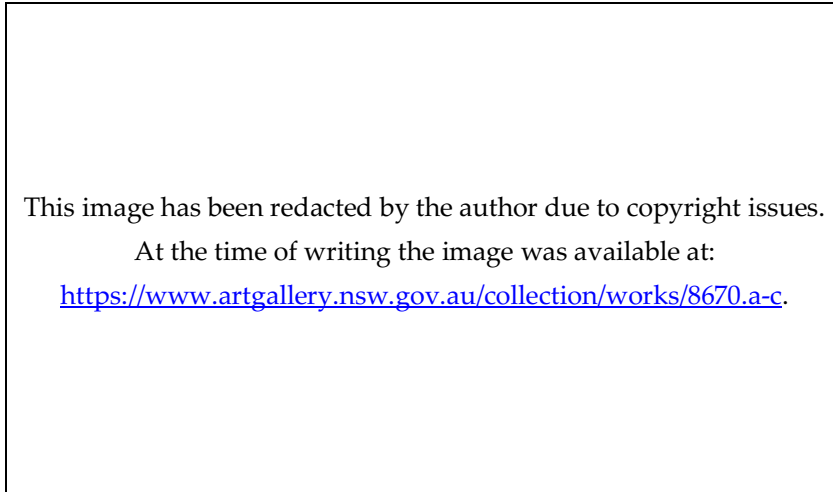 This image has been redacted by the author due to copyright issues.
At the time of writing the image was available at:
https://www.artgallery.nsw.gov.au/collection/works/8670.a-c.